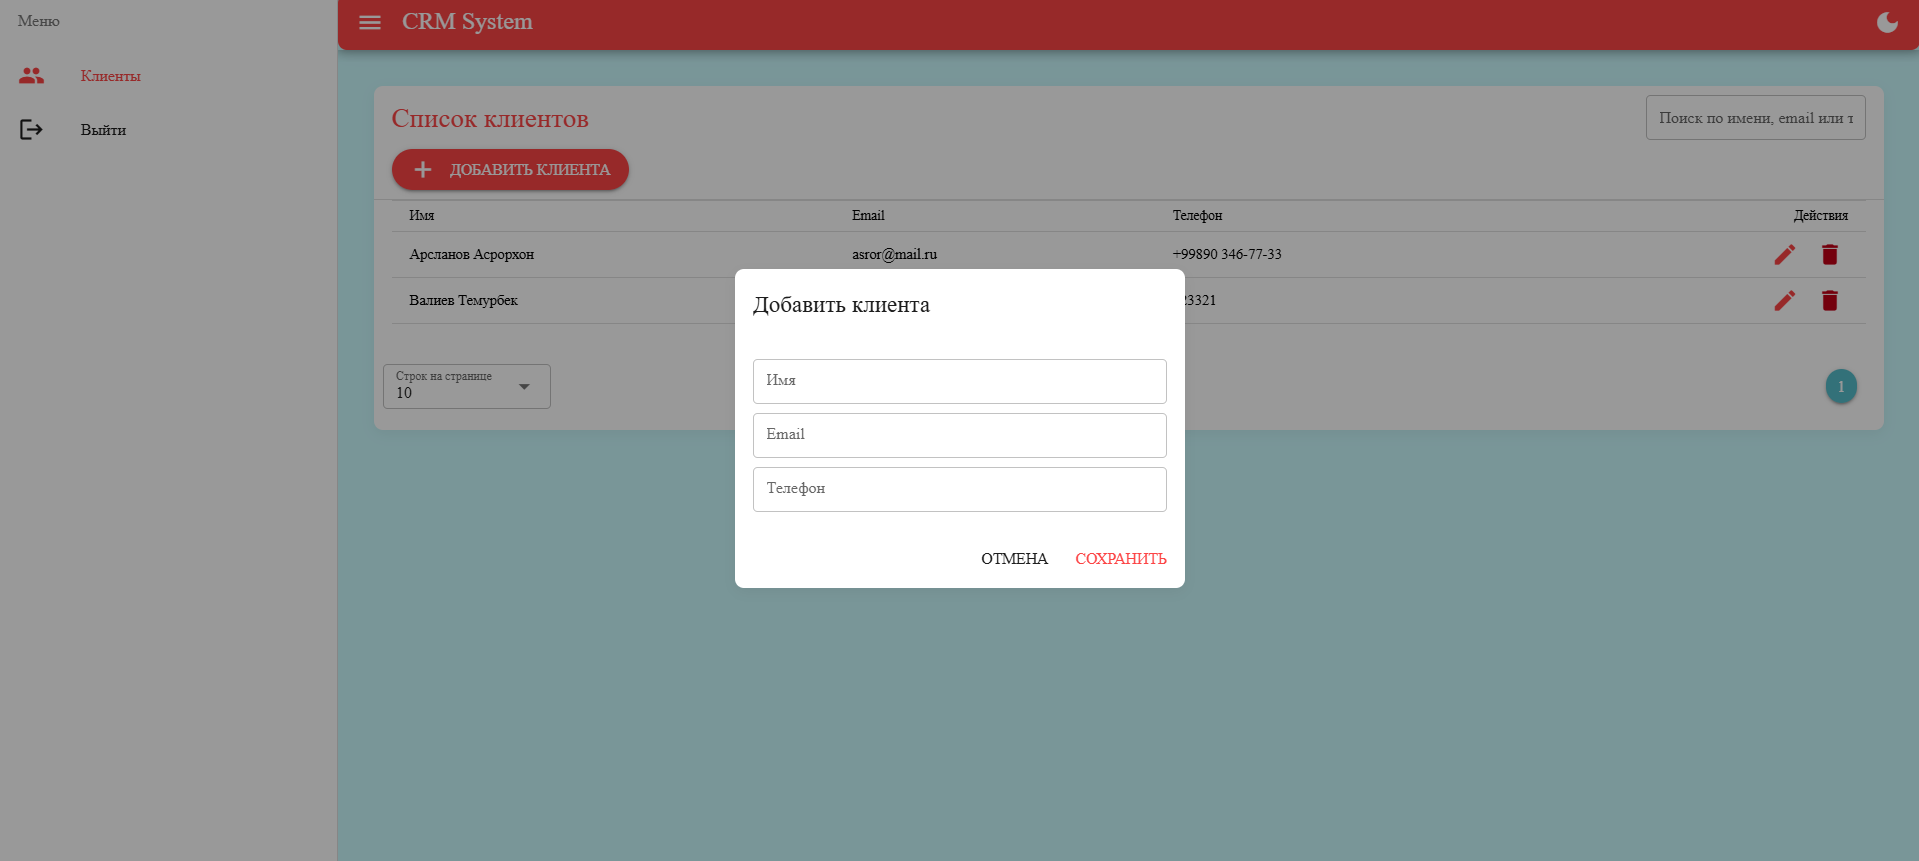 Меню
Клиенты
Выйти
CRM System
Список клиентов
Поиск по имени, email или т
ДОБАВИТЬ КЛИЕНТА
Имя Email Телефон Действия
Арсланов Асрорхон asror@mail.ru +99890 346-77-33
Валиев Темурбек 23321
Строк на странице
10
1
Добавить клиента
Имя
Email
Телефон
ОТМЕНА СОХРАНИТЬ